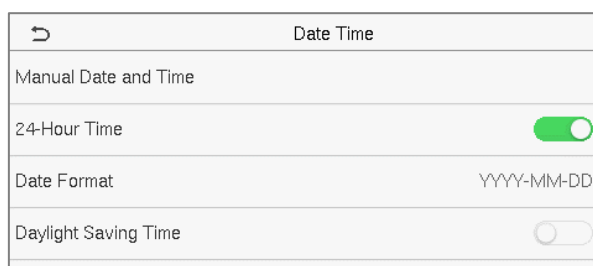 Date Time
Manual Date and Time
24-Hour Time
Date Format YYYY-MM-DD
Daylight Saving Time